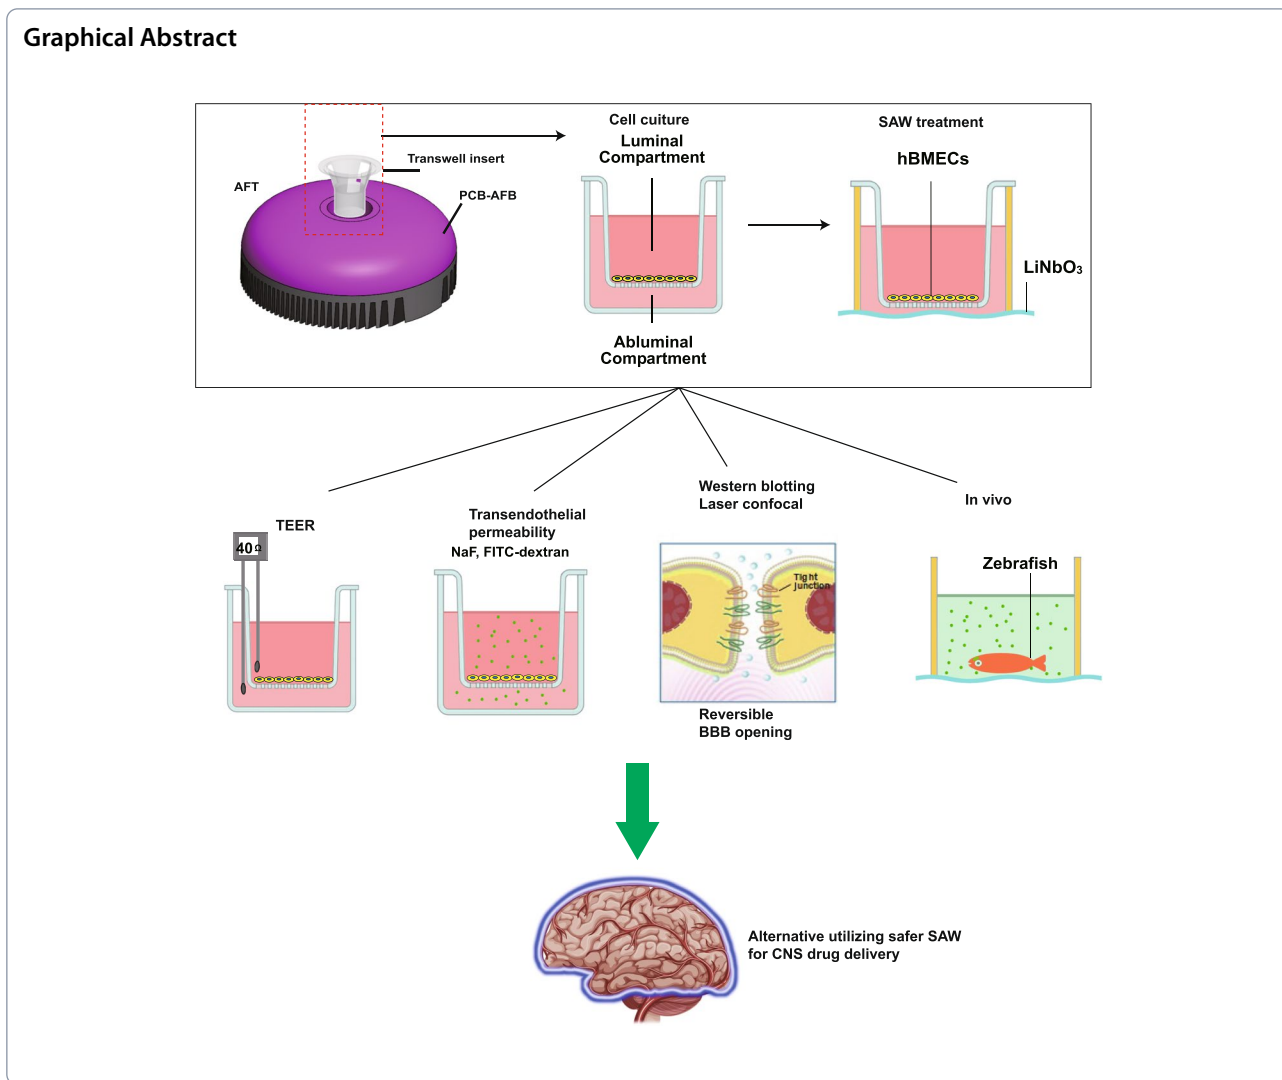 Graphical Abstract
AFT
Transwell insert
PCB-AFB
Cell cuiture
Luminal
Compartment
Abluminal
Compartment
SAW treatment
hBMECs
LiNbO₃
TEER
40 Ω
Transendothelial
permeability
NaF, FITC-dextran
Western blotting
Laser confocal
Tight
junction
Reversible
BBB opening
In vivo
Zebrafish
Alternative utilizing safer SAW
for CNS drug delivery